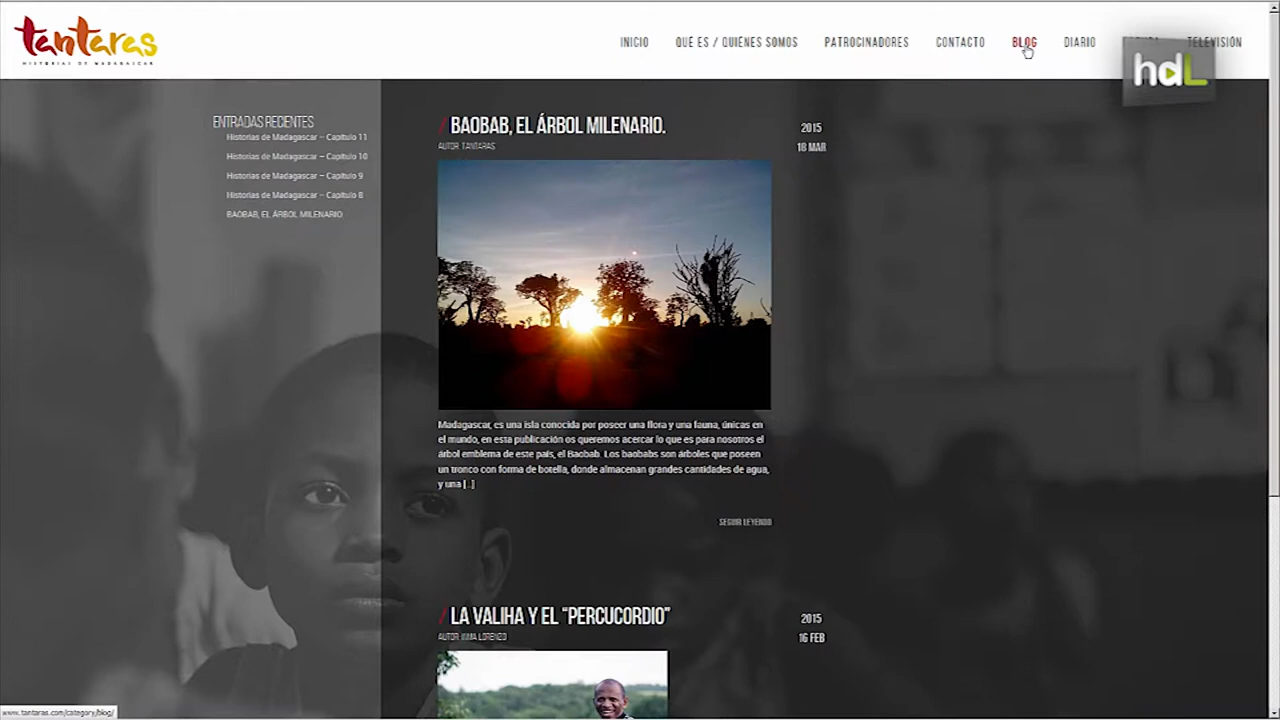 tantaras
HISTORIAS DE MADAGASCAR
INICIO
QUÉ ES / QUIÉNES SOMOS
PATROCINADORES
CONTACTO
BLOG
DIARIO
TELEVISIÓN
hdL
ENTRADAS RECIENTES
Historias de Madagascar – Capítulo 11
Historias de Madagascar – Capítulo 10
Historias de Madagascar – Capítulo 9
Historias de Madagascar – Capítulo 8
BAOBAB, EL ÁRBOL MILENARIO.
/ BAOBAB, EL ÁRBOL MILENARIO.
AUTOR: TANTARAS
2015
18 MAR
Madagascar, es una isla conocida por poseer una flora y una fauna, únicas en
el mundo, en esta publicación os queremos acercar lo que es para nosotros el
árbol emblema de este país, el Baobab. Los baobabs son árboles que poseen
un tronco con forma de botella, donde almacenan grandes cantidades de agua,
y una [...]
SEGUIR LEYENDO
/ LA VALIHA Y EL “PERCUCORDIO”
AUTOR: INMA LORENZO
2015
16 FEB
www.tantaras.com/category/blog/